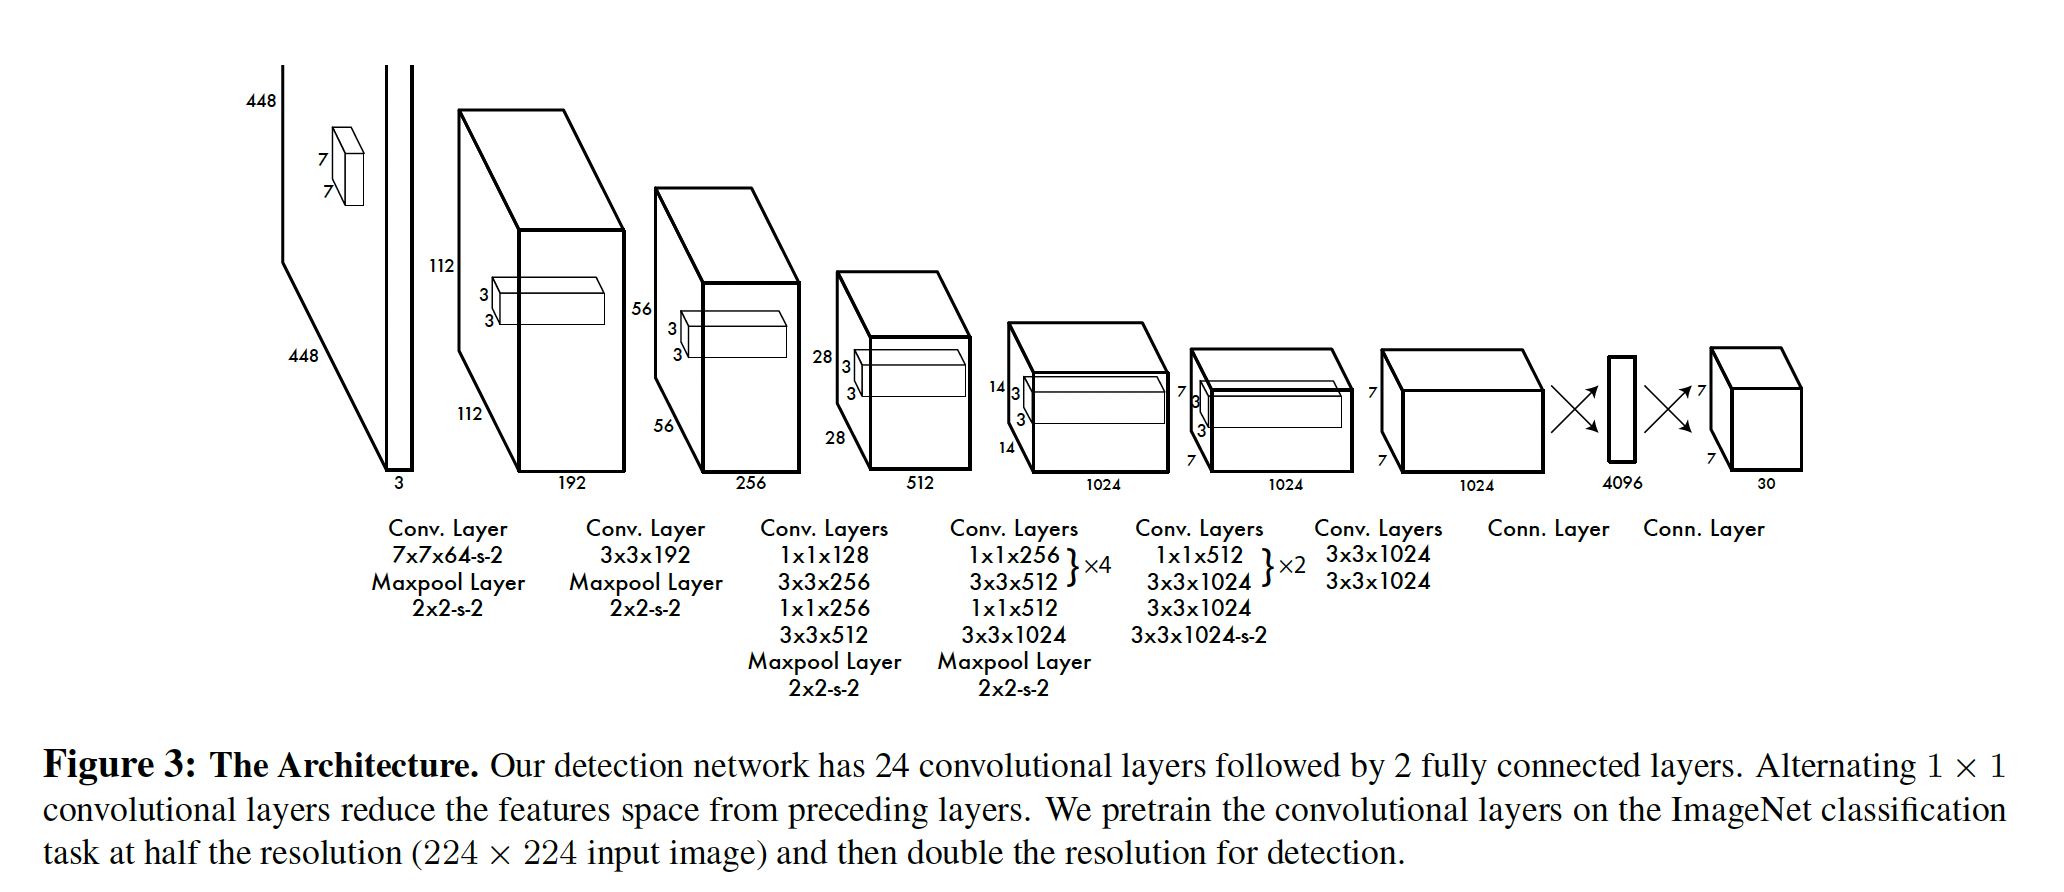 448
7
7
448
3
112
3
3
112
192
56
3
3
56
256
28
3
3
28
512
14
3
3
14
1024
7
3
3
7
1024
7
7
1024
4096
7
7
30
Conv. Layer
7x7x64-s-2
Maxpool Layer
2x2-s-2
Conv. Layer
3x3x192
Maxpool Layer
2x2-s-2
Conv. Layers
1x1x128
3x3x256
1x1x256
3x3x512
Maxpool Layer
2x2-s-2
Conv. Layers
1x1x256
3x3x512
} ×4
1x1x512
3x3x1024
Maxpool Layer
2x2-s-2
Conv. Layers
1x1x512
3x3x1024
} ×2
3x3x1024
3x3x1024-s-2
Conv. Layers
3x3x1024
3x3x1024
Conn. Layer
Conn. Layer
Figure 3: The Architecture. Our detection network has 24 convolutional layers followed by 2 fully connected layers. Alternating 1 × 1
convolutional layers reduce the features space from preceding layers. We pretrain the convolutional layers on the ImageNet classification
task at half the resolution (224 × 224 input image) and then double the resolution for detection.